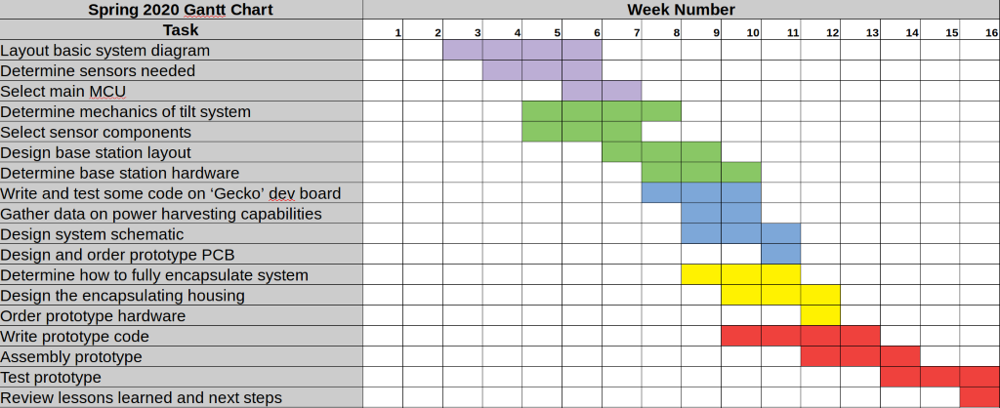 Spring 2020 Gantt Chart Week Number
Task 1 2 3 4 5 6 7 8 9 10 11 12 13 14 15 16
Layout basic system diagram
Determine sensors needed
Select main MCU
Determine mechanics of tilt system
Select sensor components
Design base station layout
Determine base station hardware
Write and test some code on ‘Gecko’ dev board
Gather data on power harvesting capabilities
Design system schematic
Design and order prototype PCB
Determine how to fully encapsulate system
Design the encapsulating housing
Order prototype hardware
Write prototype code
Assembly prototype
Test prototype
Review lessons learned and next steps